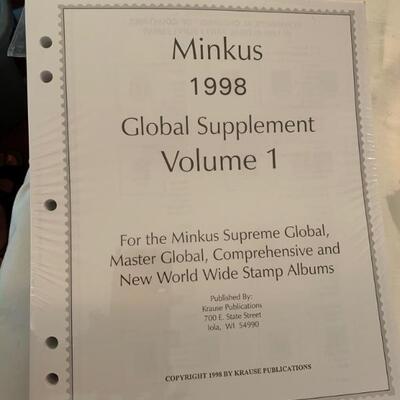 Minkus
1998
Global Supplement
Volume 1
For the Minkus Supreme Global,
Master Global, Comprehensive and
New World Wide Stamp Albums
Published By:
Krause Publications
700 E. State Street
Iola, WI 54990
COPYRIGHT 1998 BY KRAUSE PUBLICATIONS